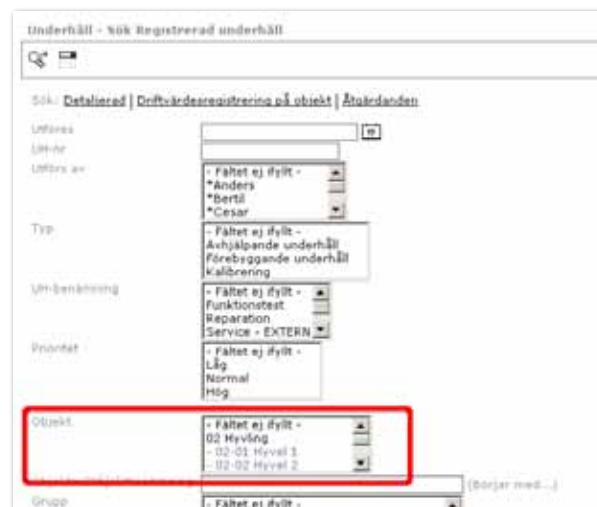 Underhåll - Sök Registrerad underhåll
Sök: Detaljerad | Driftvärdesregistrering på objekt | Åtgärdanden
Utföres
UH-nr
Utförs av
- Fältet ej ifyllt -
*Anders
*Bertil
*Cesar
Typ
- Fältet ej ifyllt -
Avhjälpande underhåll
Förebyggande underhåll
Kalibrering
UH-benämning
- Fältet ej ifyllt -
Funktionstest
Reparation
Service - EXTERN
Prioritet
- Fältet ej ifyllt -
Låg
Normal
Hög
Objekt
- Fältet ej ifyllt -
02 Hyvling
- 02-01 Hyvel 1
- 02-02 Hyvel 2
(Börjar med...)
Grupp
- Fältet ej ifyllt -